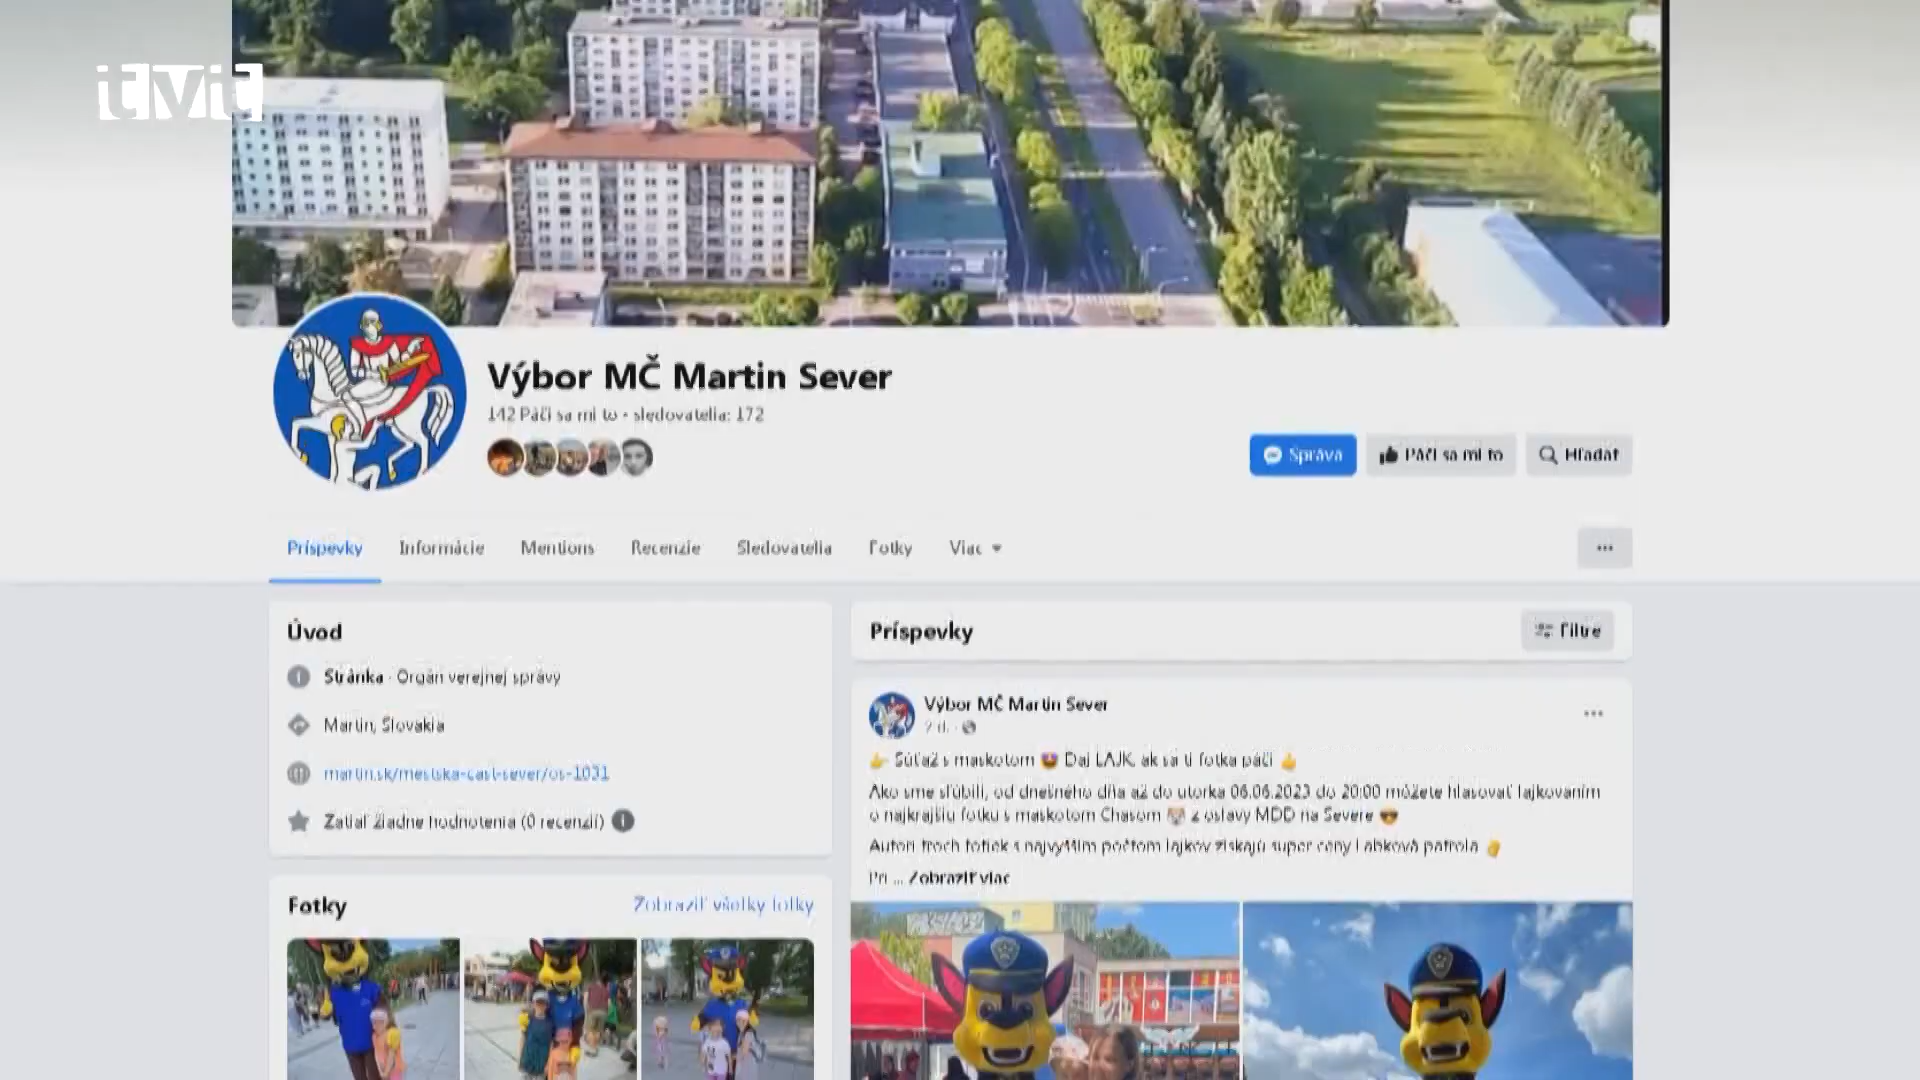 itvit
Výbor MČ Martin Sever
142 Páči sa mi to • sledovatelia: 172
Správa
Páči sa mi to
Hľadať
Príspevky
Informácie
Mentions
Recenzie
Sledovatelia
Fotky
Viac
Úvod
Stránka · Orgán verejnej správy
Martin, Slovakia
martin.sk/mestska-cast-sever/os-1031
Zatiaľ žiadne hodnotenia (0 recenzií)
Fotky
Zobraziť všetky fotky
Príspevky
Filtre
Výbor MČ Martin Sever
2 d.
👉 Súťaž s maskotom 🤩 Daj LAJK, ak sa ti fotka páči 👍
Ako sme sľúbili, od dnešného dňa až do utorka 06.06.2023 do 20:00 môžete hlasovať lajkovaním
o najkrajšiu fotku s maskotom Chasom 🐶 z oslavy MDD na Severe 😎
Autori troch fotiek s najvyšším počtom lajkov získajú super ceny Labková patrola
Pri ... Zobraziť viac